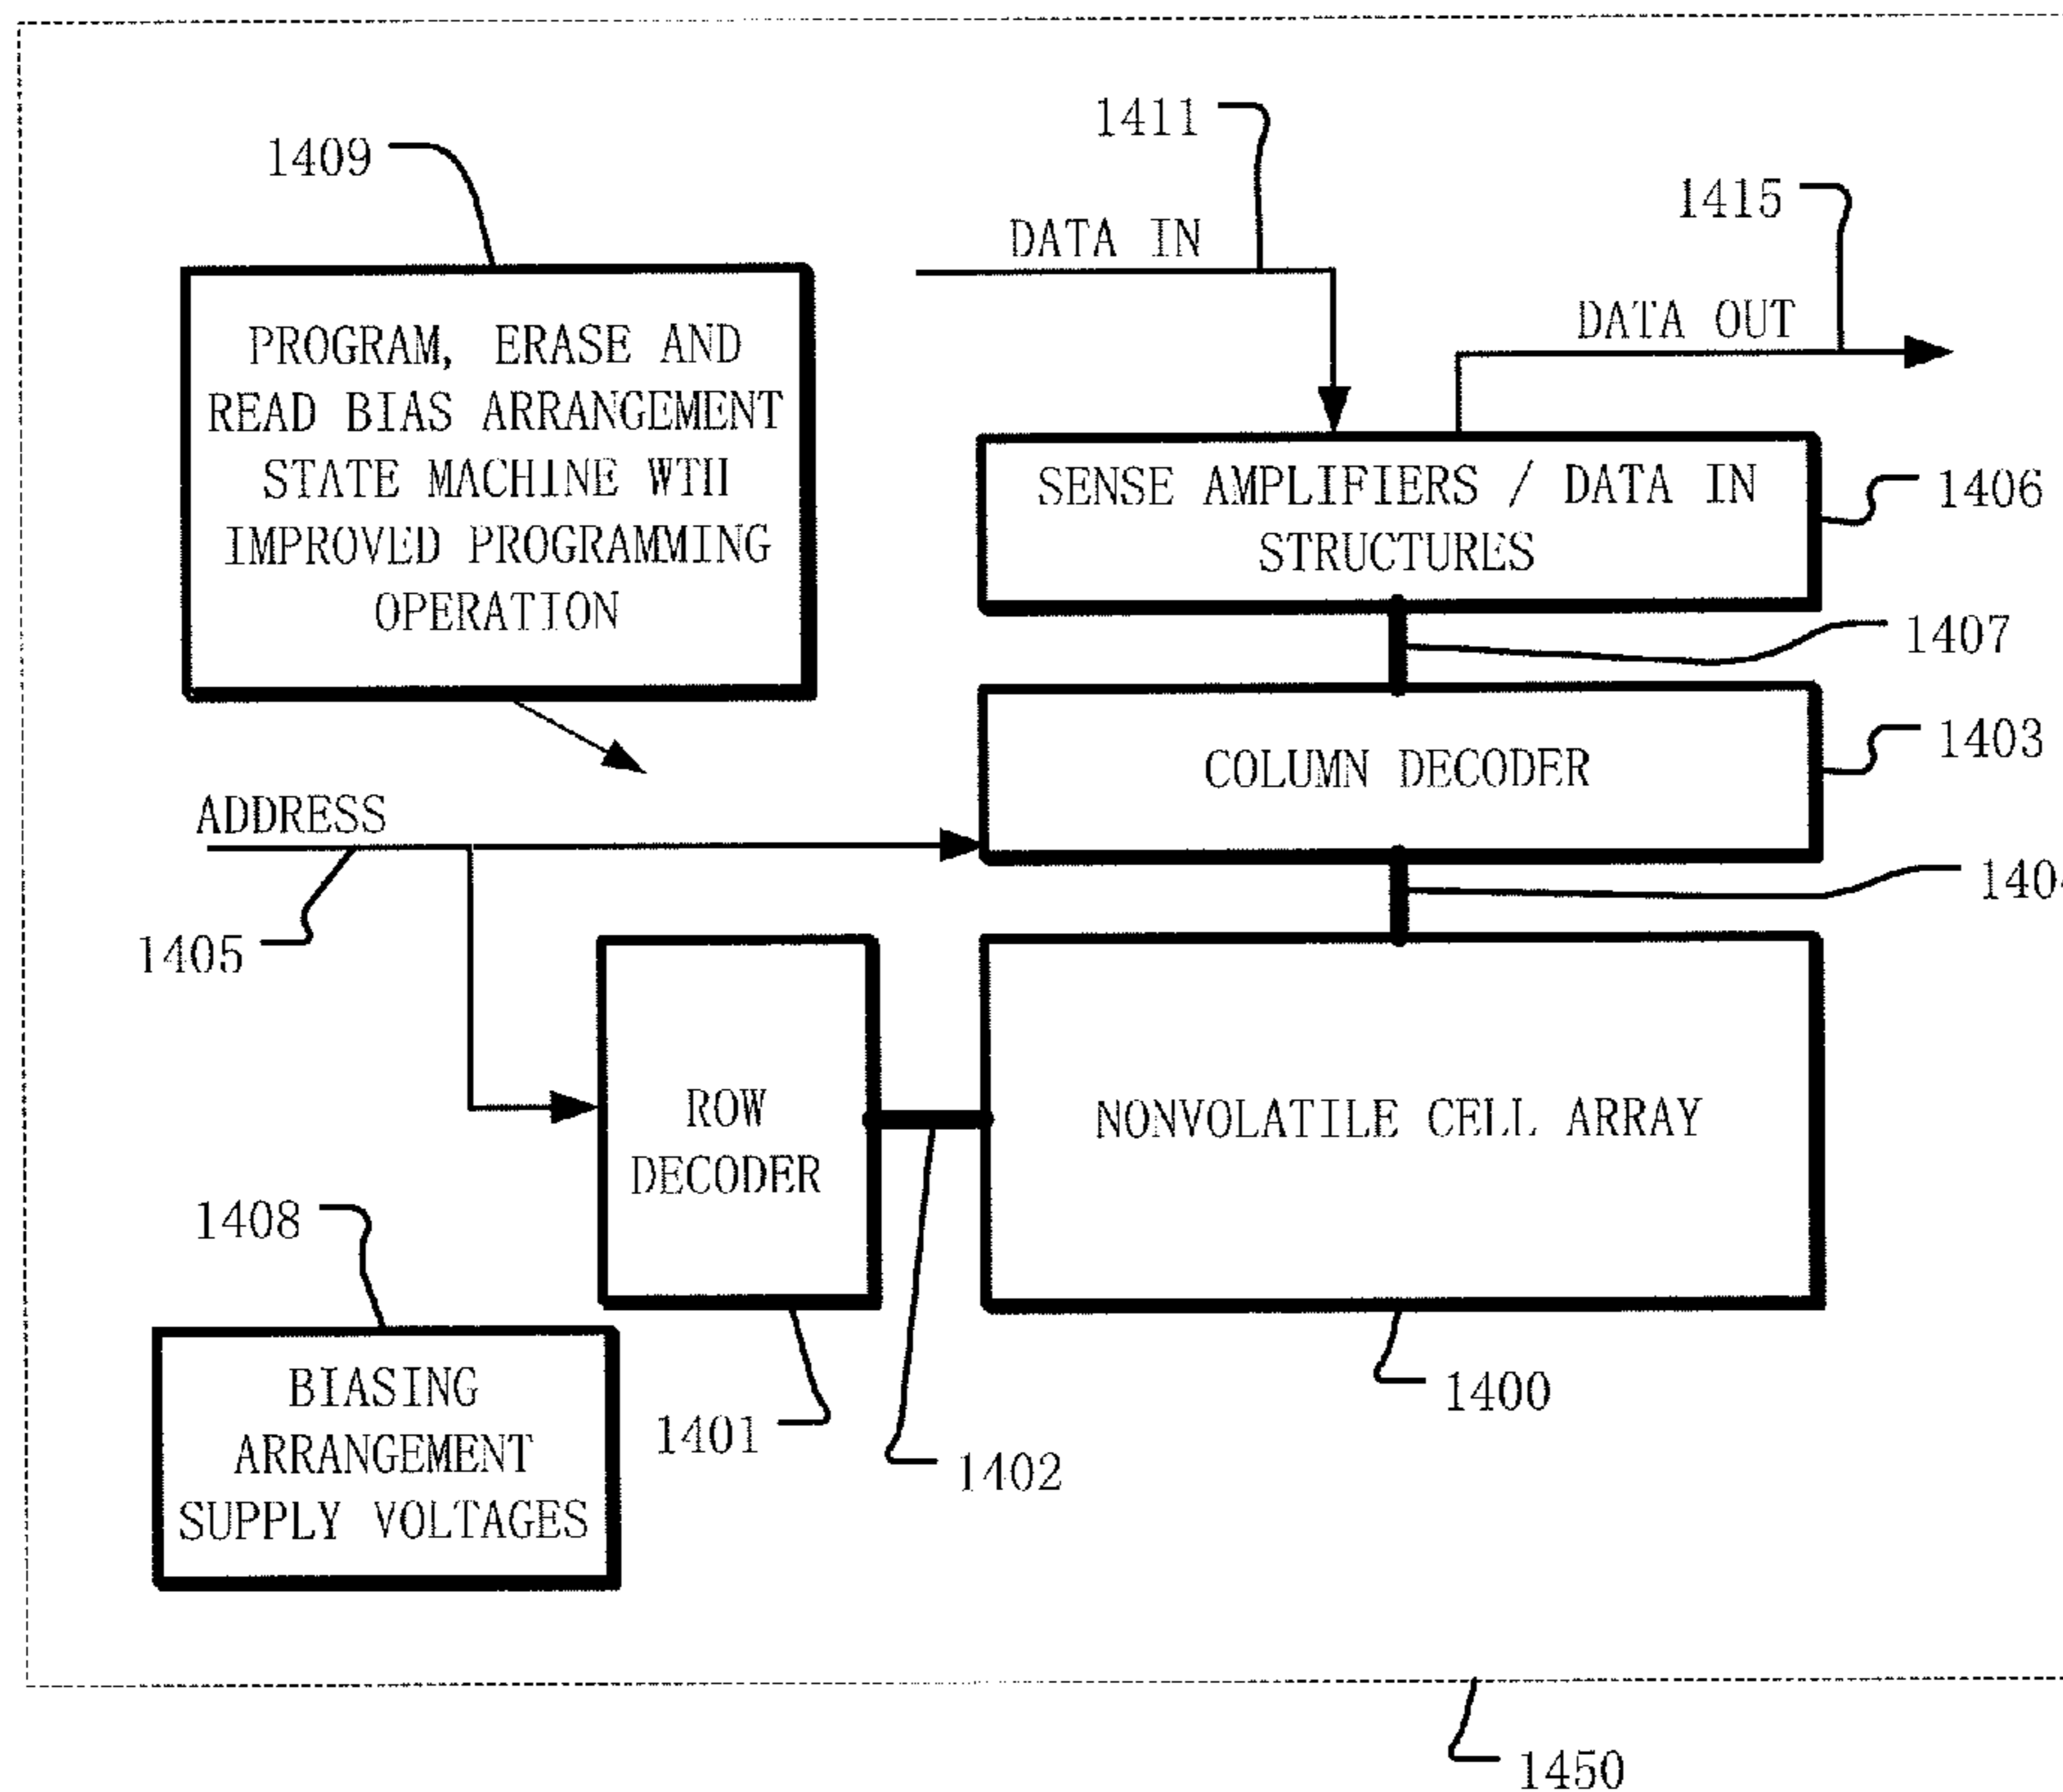 1411
1409
1415
DATA IN
DATA OUT
PROGRAM, ERASE AND
READ BIAS ARRANGEMENT
STATE MACHINE WTH
IMPROVED PROGRAMMING
OPERATION
SENSE AMPLIFIERS / DATA IN
STRUCTURES
1406
1407
COLUMN DECODER
1403
ADDRESS
1405
ROW
DECODER
NONVOLATILE CELL ARRAY
1408
1401
1402
1400
BIASING
ARRANGEMENT
SUPPLY VOLTAGES
1450